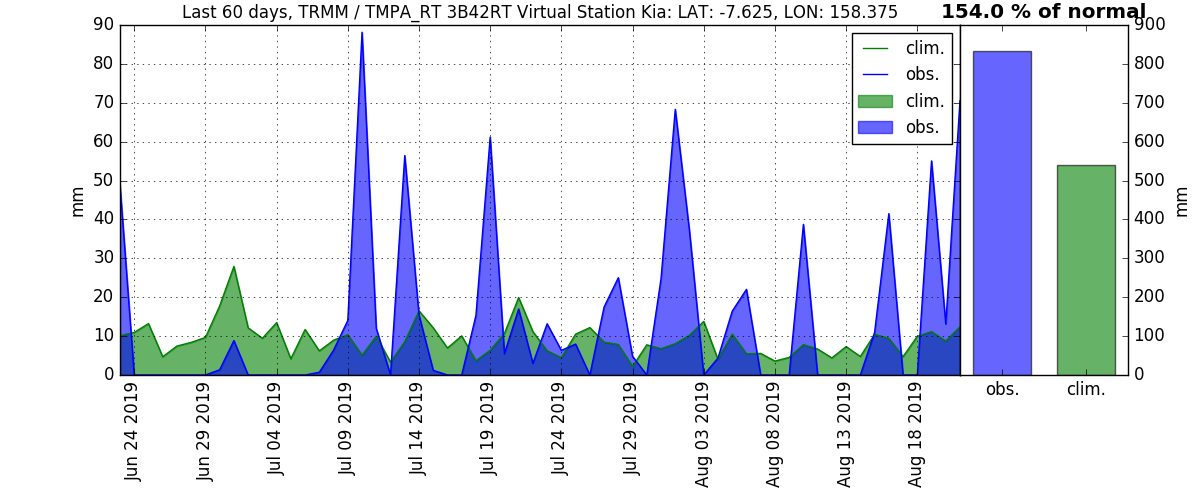 Last 60 days, TRMM / TMPA_RT 3B42RT Virtual Station Kia: LAT: -7.625, LON: 158.375
154.0 % of normal
90
80
70
60
50
40
30
20
10
0
mm
clim.
obs.
clim.
obs.
900
800
700
600
500
400
300
200
100
0
mm
Jun 24 2019
Jun 29 2019
Jul 04 2019
Jul 09 2019
Jul 14 2019
Jul 19 2019
Jul 24 2019
Jul 29 2019
Aug 03 2019
Aug 08 2019
Aug 13 2019
Aug 18 2019
obs.
clim.